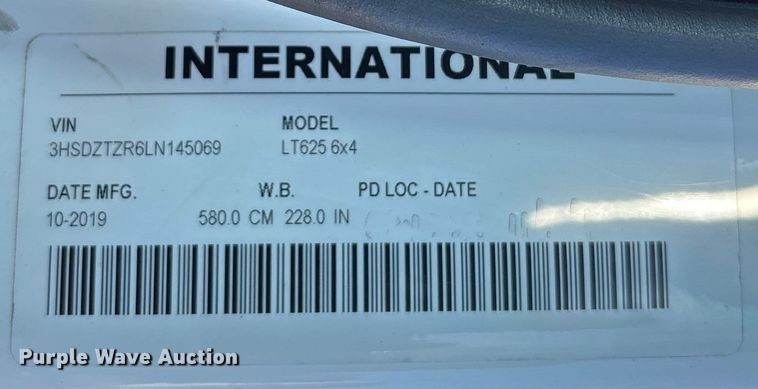 INTERNATIONAL
VIN MODEL
3HSDZTZR6LN145069 LT625 6x4
DATE MFG. W.B. PD LOC - DATE
10-2019 580.0 CM 228.0 IN
Purple Wave Auction